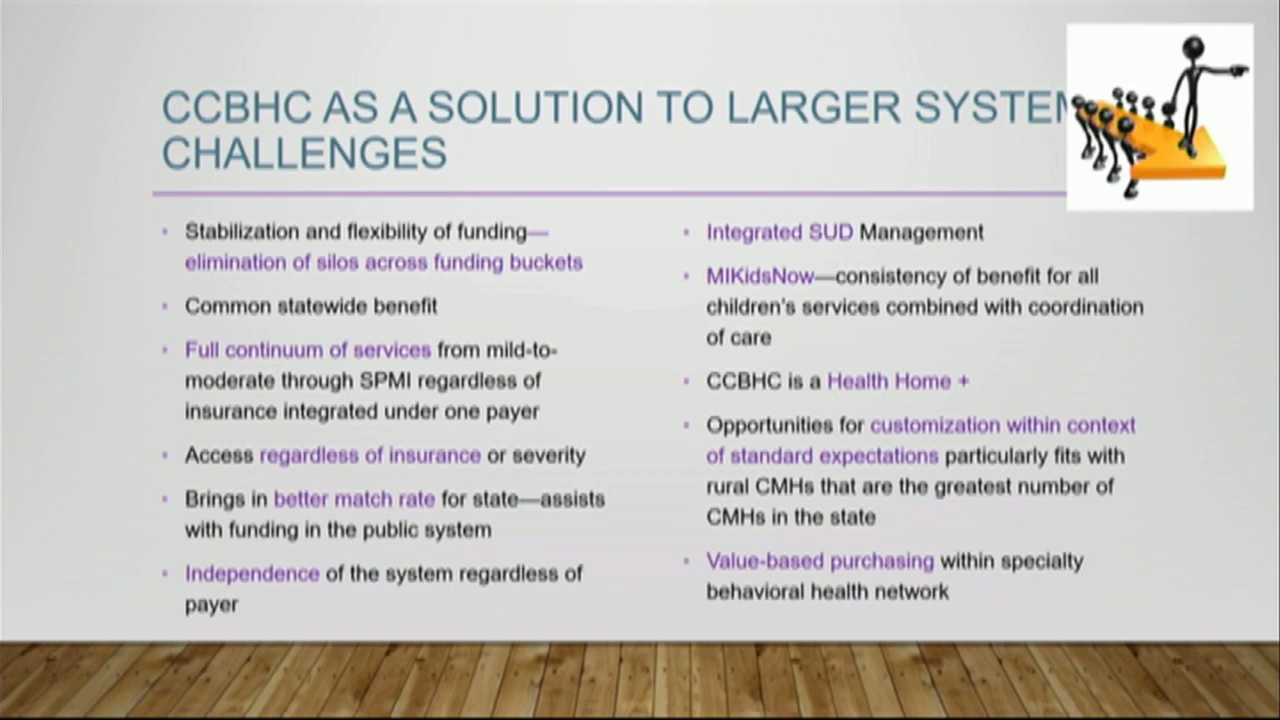 CCBHC AS A SOLUTION TO LARGER SYSTEM
CHALLENGES
Stabilization and flexibility of funding—
elimination of silos across funding buckets
Common statewide benefit
Full continuum of services from mild-to-
moderate through SPMI regardless of
insurance integrated under one payer
Access regardless of insurance or severity
Brings in better match rate for state—assists
with funding in the public system
Independence of the system regardless of
payer
Integrated SUD Management
MIKidsNow—consistency of benefit for all
children's services combined with coordination
of care
CCBHC is a Health Home +
Opportunities for customization within context
of standard expectations particularly fits with
rural CMHs that are the greatest number of
CMHs in the state
Value-based purchasing within specialty
behavioral health network